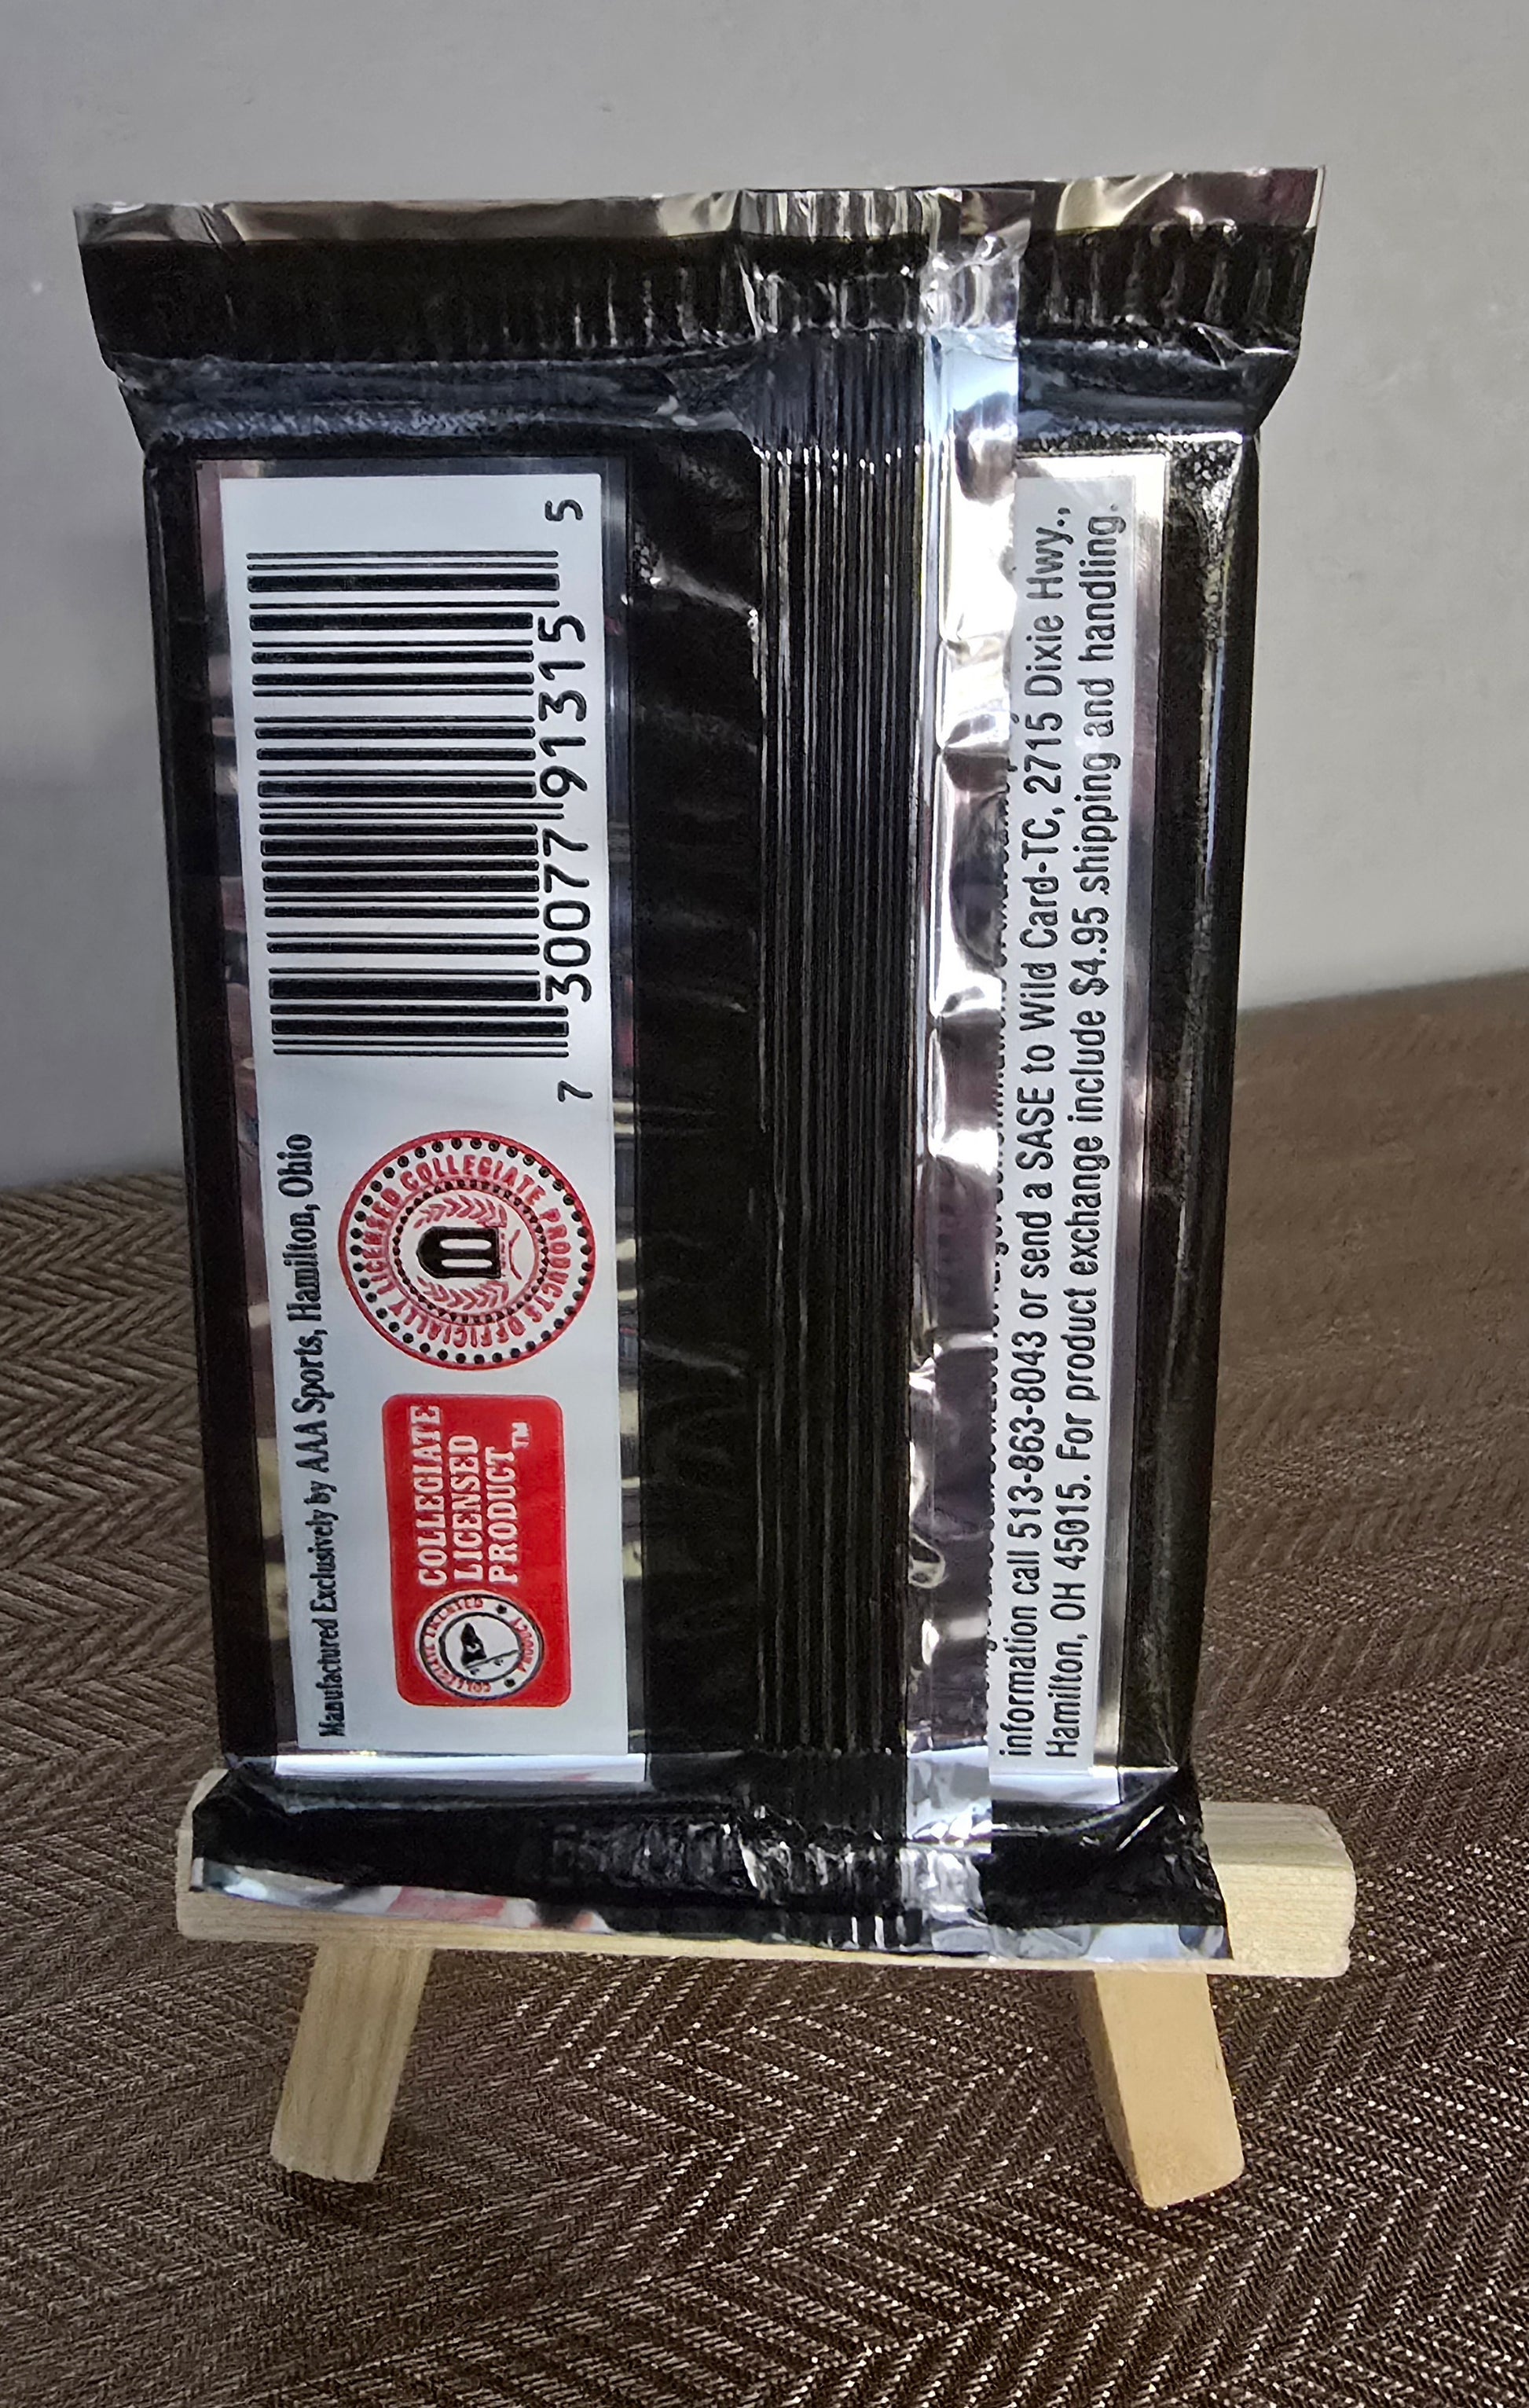 Manufactured Exclusively by AAA Sports, Hamilton, Ohio
COLLEGIATE
LICENSED
PRODUCT™
OFFICIALLY LICENSED COLLEGIATE PRODUCTS
7 30077 91315 5
information call 513-863-8043 or send a SASE to Wild Card-TC, 2715 Dixie Hwy.,
Hamilton, OH 45015. For product exchange include $4.95 shipping and handling.